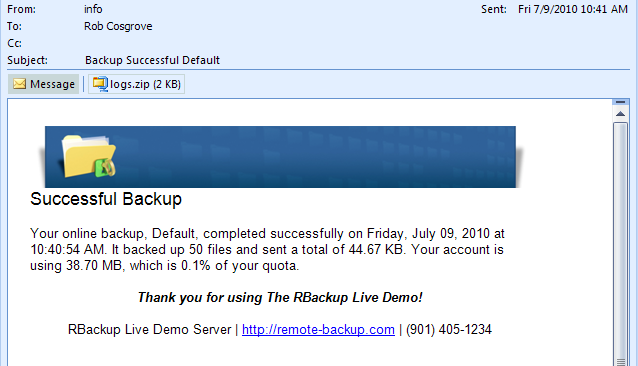 From: info Sent: Fri 7/9/2010 10:41 AM
To: Rob Cosgrove
Cc:
Subject: Backup Successful Default
Message logs.zip (2 KB)
Successful Backup
Your online backup, Default, completed successfully on Friday, July 09, 2010 at
10:40:54 AM. It backed up 50 files and sent a total of 44.67 KB. Your account is
using 38.70 MB, which is 0.1% of your quota.
Thank you for using The RBackup Live Demo!
RBackup Live Demo Server | http://remote-backup.com | (901) 405-1234